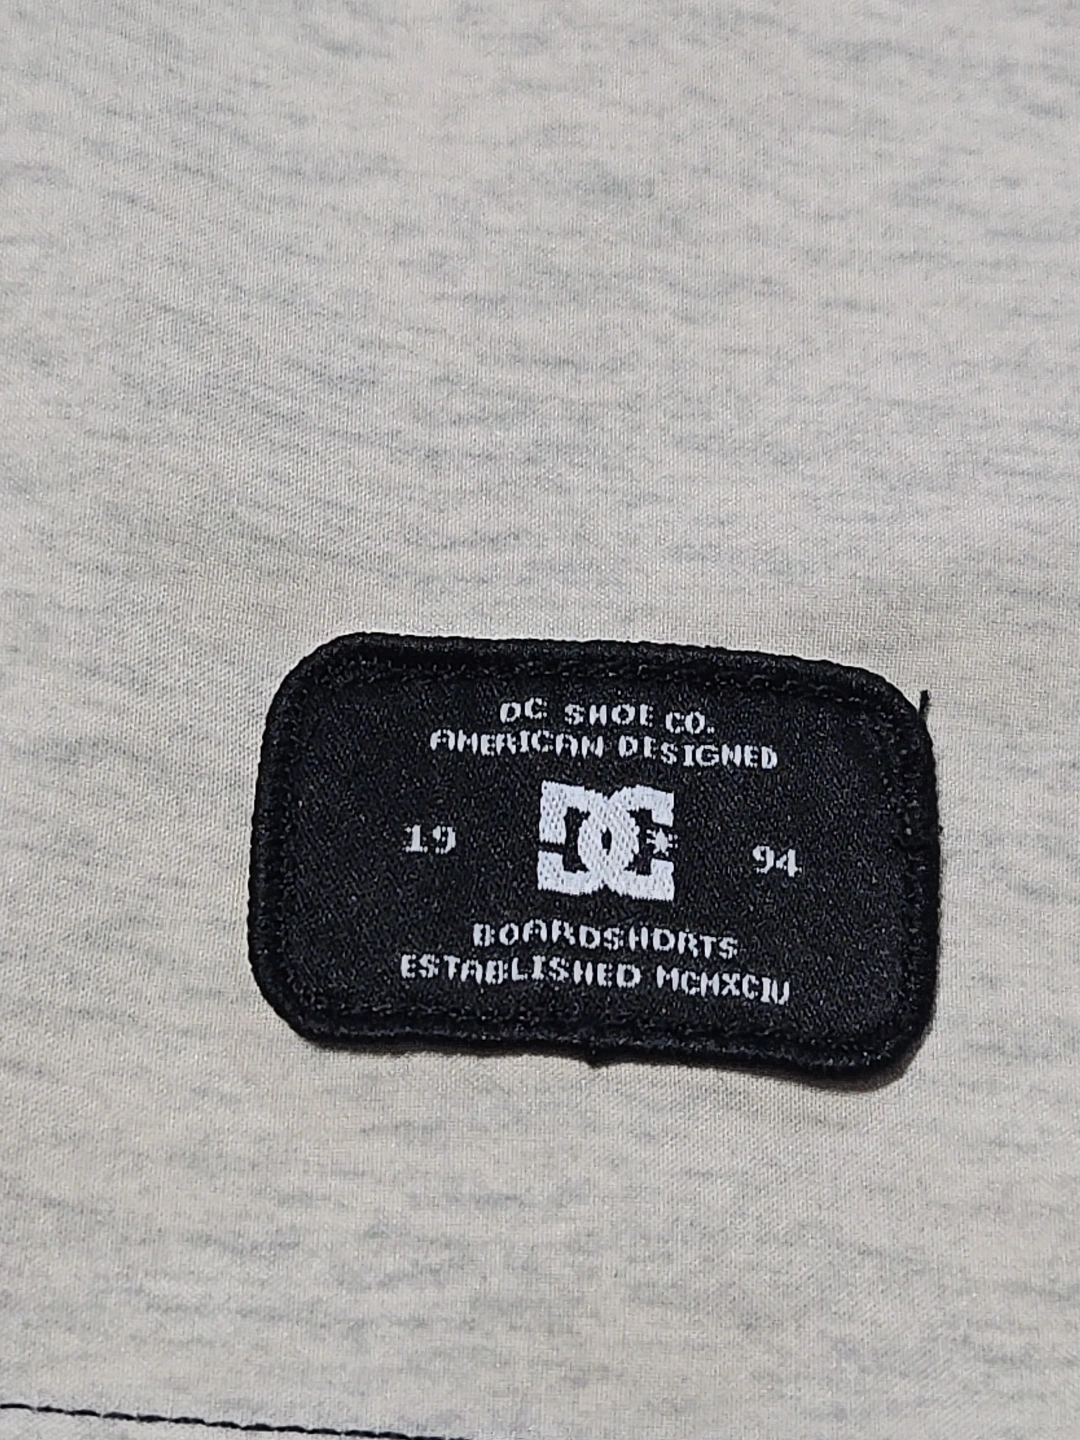 DC SHOE CO.
AMERICAN DESIGNED
DC
19 94
BOARDSHORTS
ESTABLISHED MCMXCIV